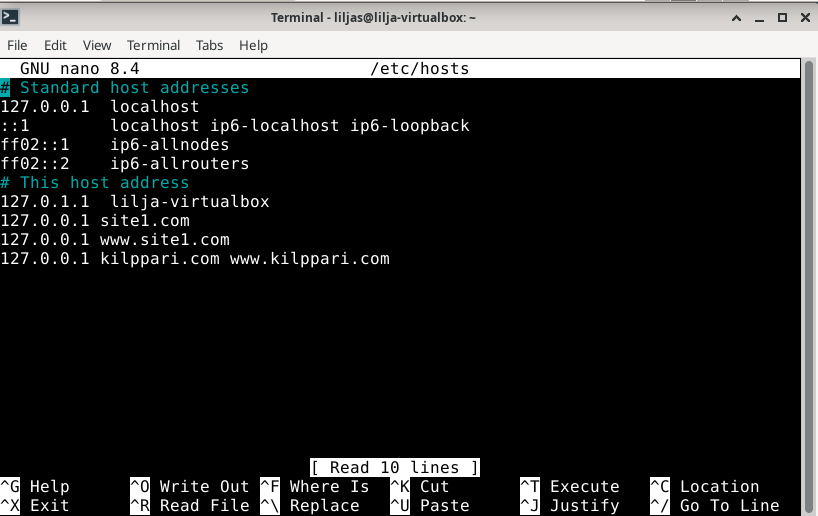 Terminal - liljas@lilja-virtualbox: ~
File Edit View Terminal Tabs Help
GNU nano 8.4 /etc/hosts
# Standard host addresses
127.0.0.1 localhost
::1 localhost ip6-localhost ip6-loopback
ff02::1 ip6-allnodes
ff02::2 ip6-allrouters
# This host address
127.0.1.1 lilja-virtualbox
127.0.0.1 site1.com
127.0.0.1 www.site1.com
127.0.0.1 kilppari.com www.kilppari.com
[ Read 10 lines ]
^G Help ^O Write Out ^F Where Is ^K Cut ^T Execute ^C Location
^X Exit ^R Read File ^\ Replace ^U Paste ^J Justify ^/ Go To Line